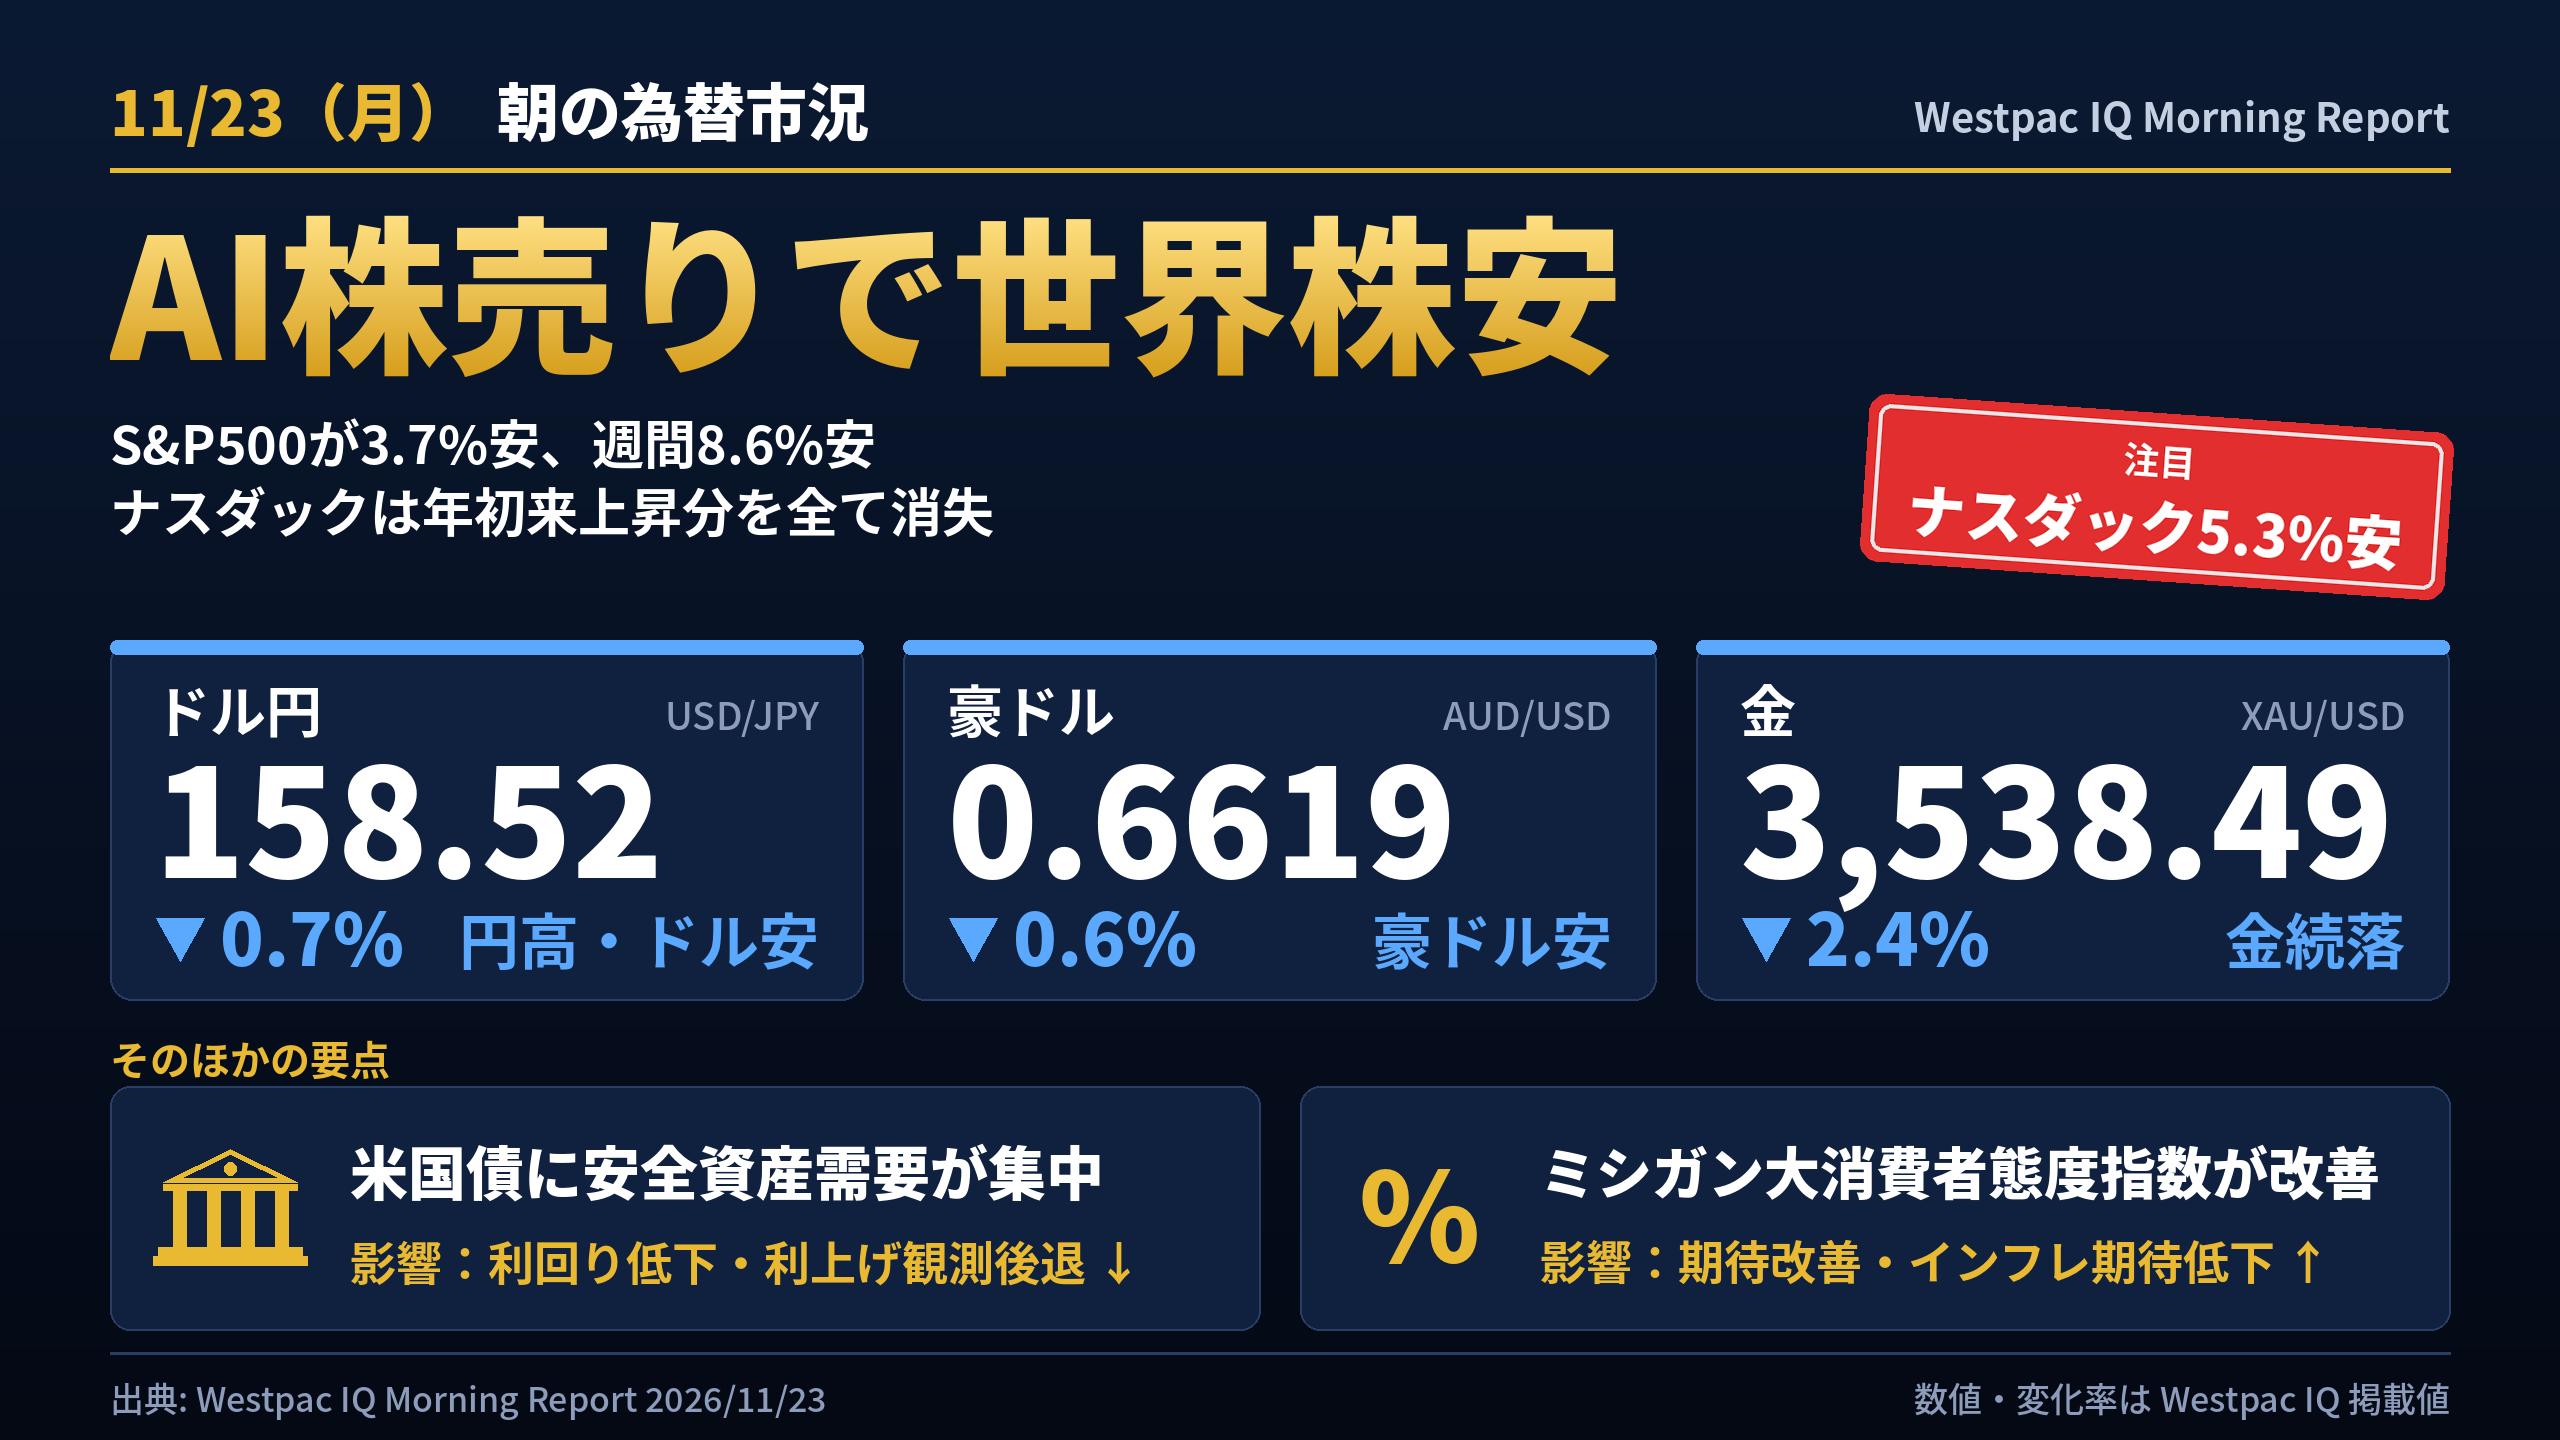 11/23（月） 朝の為替市況
Westpac IQ Morning Report
AI株売りで世界株安
S&P500が3.7%安、週間8.6%安
ナスダックは年初来上昇分を全て消失
注目
ナスダック5.3%安
ドル円 USD/JPY
158.52
▼0.7% 円高・ドル安
豪ドル AUD/USD
0.6619
▼0.6% 豪ドル安
金 XAU/USD
3,538.49
▼2.4% 金続落
そのほかの要点
米国債に安全資産需要が集中
影響：利回り低下・利上げ観測後退 ↓
%
ミシガン大消費者態度指数が改善
影響：期待改善・インフレ期待低下 ↑
出典: Westpac IQ Morning Report 2026/11/23
数値・変化率は Westpac IQ 掲載値